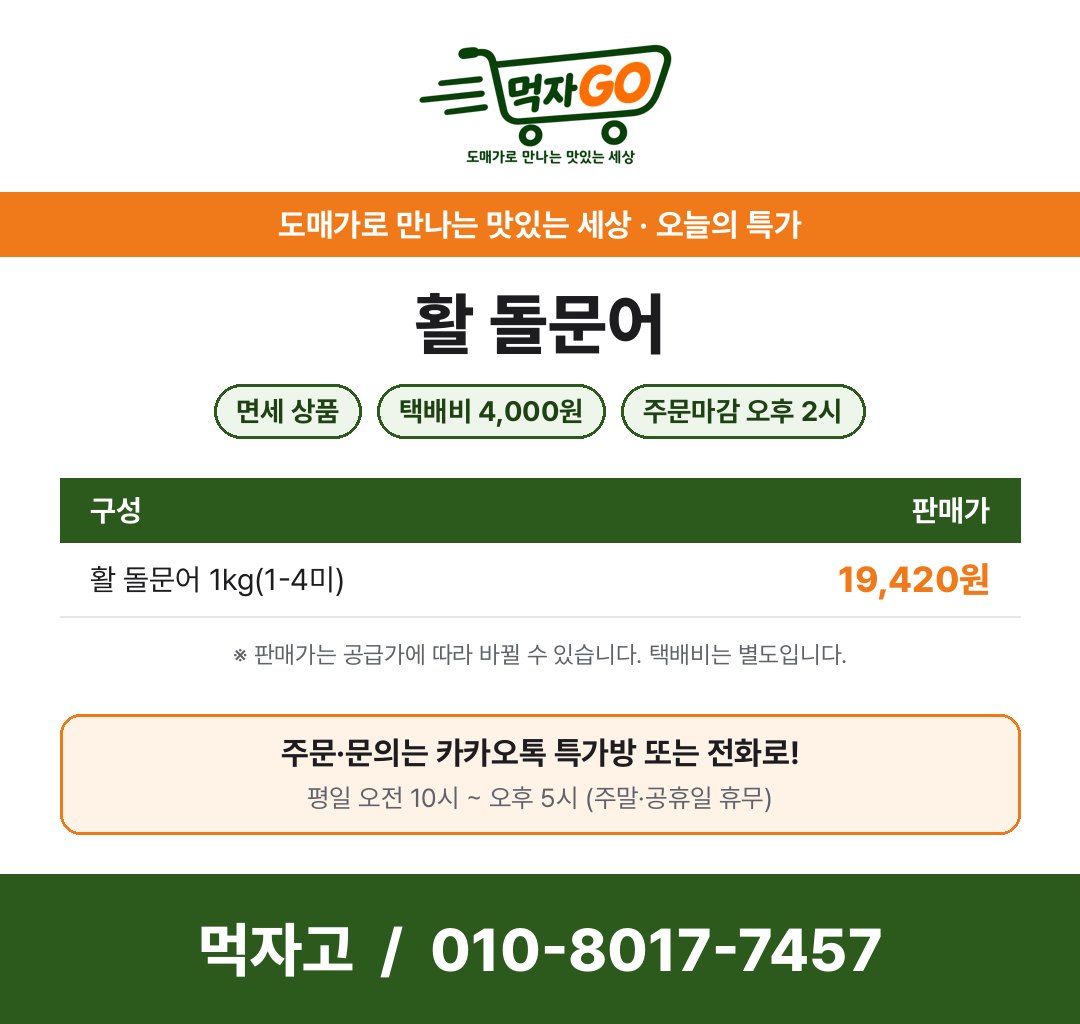 먹자GO
도매가로 만나는 맛있는 세상
도매가로 만나는 맛있는 세상 · 오늘의 특가
활 돌문어
면세 상품 택배비 4,000원 주문마감 오후 2시
구성 판매가
활 돌문어 1kg(1-4미) 19,420원
※ 판매가는 공급가에 따라 바뀔 수 있습니다. 택배비는 별도입니다.
주문·문의는 카카오톡 특가방 또는 전화로!
평일 오전 10시 ~ 오후 5시 (주말·공휴일 휴무)
먹자고 / 010-8017-7457